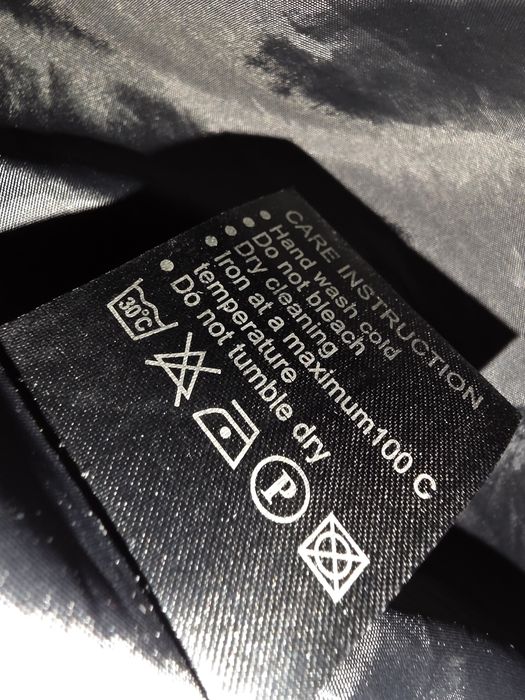 CARE INSTRUCTION
• Hand wash cold
• Do not bleach
• Dry cleaning
• Iron at a maximum100 C
temperature
• Do not tumble dry
30°C
P